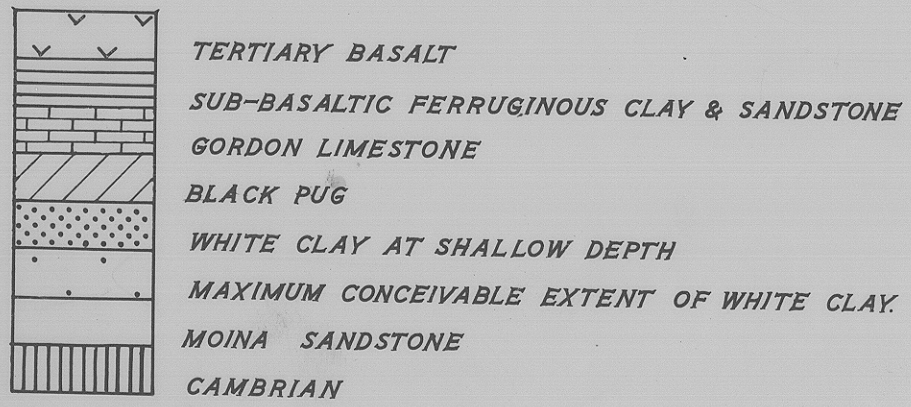 TERTIARY BASALT
SUB-BASALTIC FERRUGINOUS CLAY & SANDSTONE
GORDON LIMESTONE
BLACK PUG
WHITE CLAY AT SHALLOW DEPTH
MAXIMUM CONCEIVABLE EXTENT OF WHITE CLAY.
MOINA SANDSTONE
CAMBRIAN